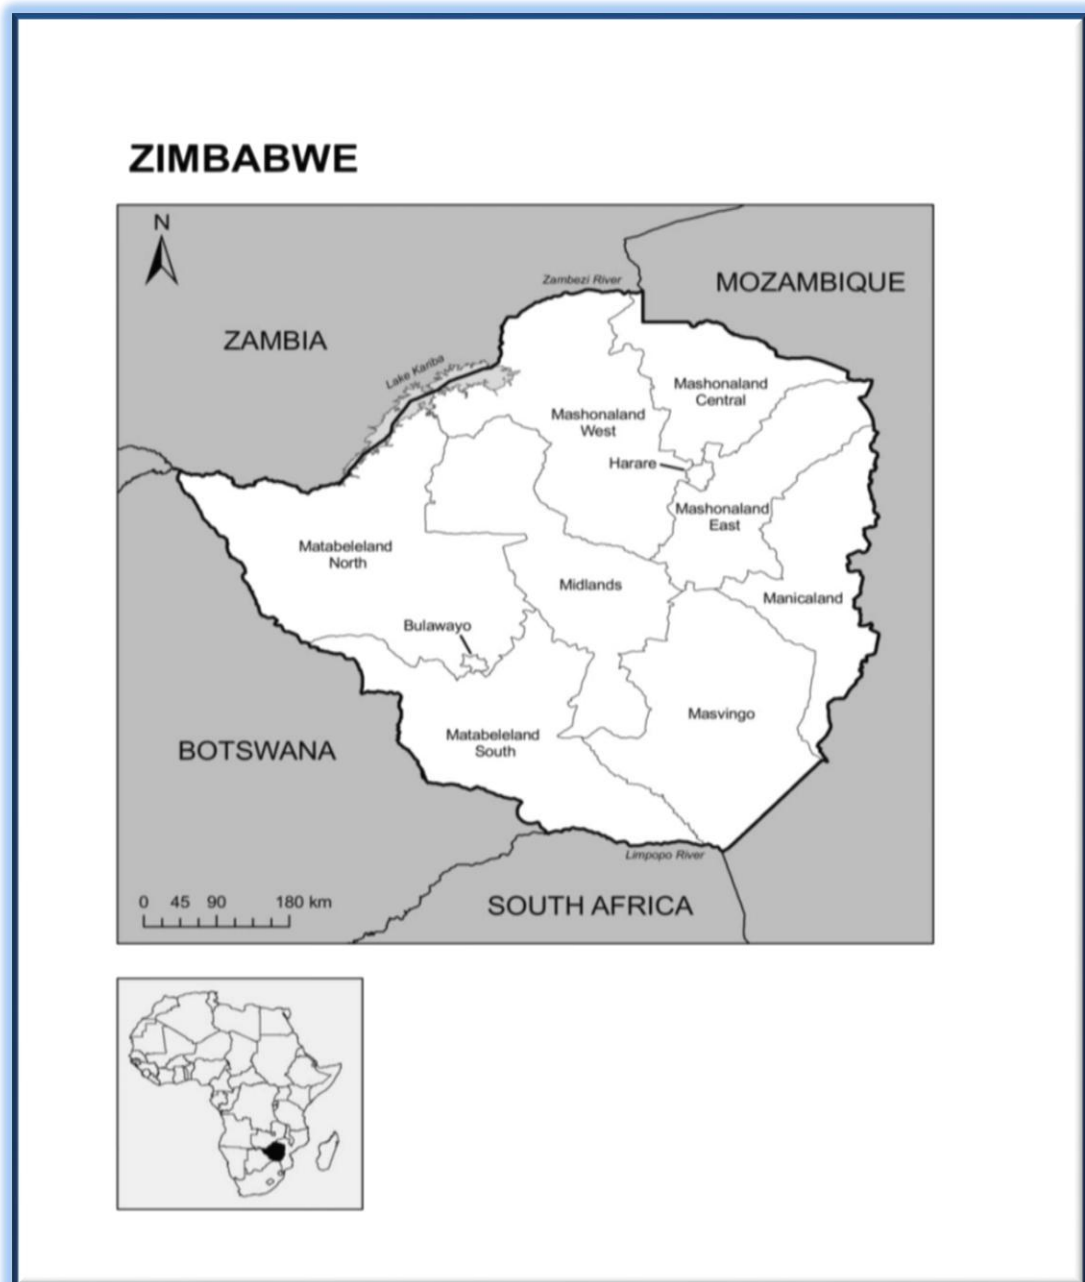 ZIMBABWE
N
Zambezi River
MOZAMBIQUE
ZAMBIA
Lake Kariba
Mashonaland
Central
Mashonaland
West
Harare
Mashonaland
East
Matabeleland
North
Midlands
Manicaland
Bulawayo
Masvingo
Matabeleland
South
BOTSWANA
Limpopo River
0 45 90 180 km
SOUTH AFRICA